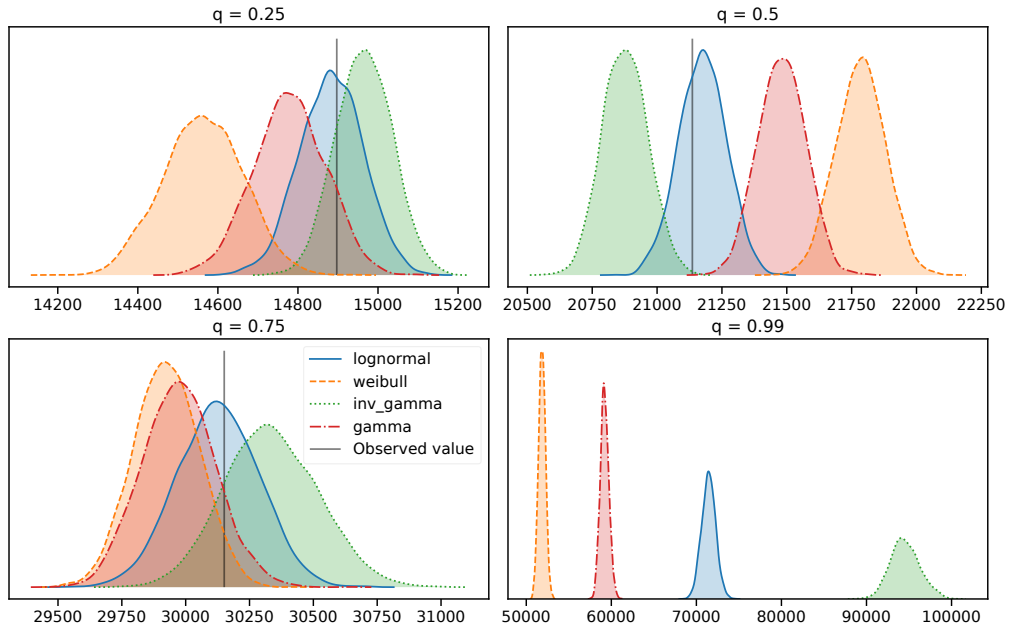 q = 0.25
14200 14400 14600 14800 15000 15200
q = 0.5
20500 20750 21000 21250 21500 21750 22000 22250
q = 0.75
lognormal
weibull
inv_gamma
gamma
Observed value
29500 29750 30000 30250 30500 30750 31000
q = 0.99
50000 60000 70000 80000 90000 100000